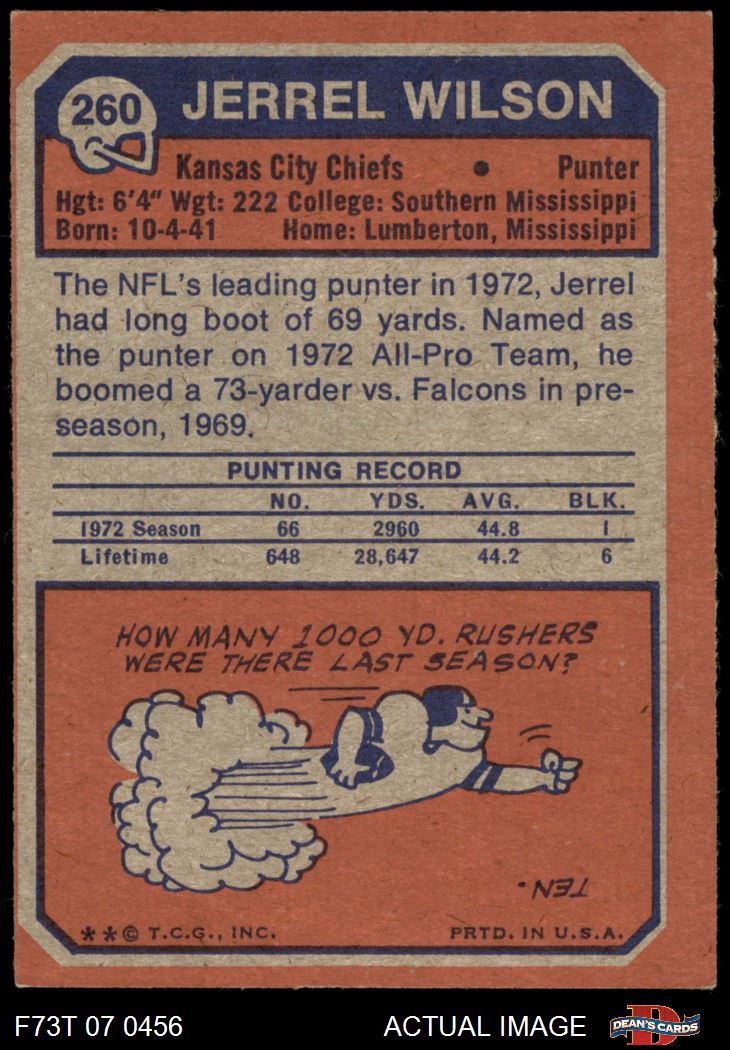 260
JERREL WILSON
Kansas City Chiefs • Punter
Hgt: 6'4" Wgt: 222 College: Southern Mississippi
Born: 10-4-41 Home: Lumberton, Mississippi
The NFL's leading punter in 1972, Jerrel
had long boot of 69 yards. Named as
the punter on 1972 All-Pro Team, he
boomed a 73-yarder vs. Falcons in pre-
season, 1969.
PUNTING RECORD
NO. YDS. AVG. BLK.
1972 Season 66 2960 44.8 1
Lifetime 648 28,647 44.2 6
HOW MANY 1000 YD. RUSHERS
WERE THERE LAST SEASON?
TEN.
**© T.C.G., INC. PRTD. IN U.S.A.
F73T 07 0456 ACTUAL IMAGE D DEAN'S CARDS